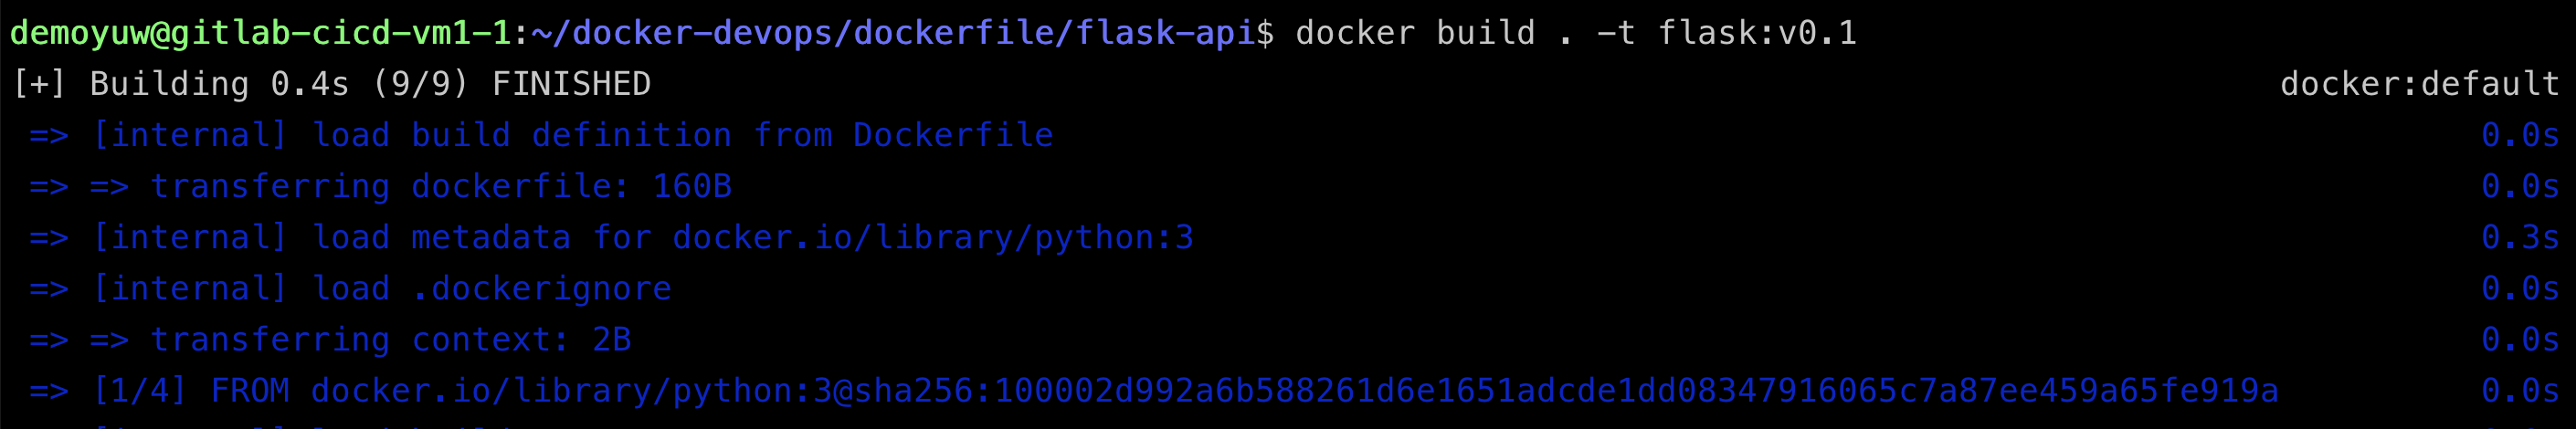 demoyuw@gitlab-cicd-vm1-1:~/docker-devops/dockerfile/flask-api$ docker build . -t flask:v0.1
[+] Building 0.4s (9/9) FINISHED docker:default
=> [internal] load build definition from Dockerfile 0.0s
=> => transferring dockerfile: 160B 0.0s
=> [internal] load metadata for docker.io/library/python:3 0.3s
=> [internal] load .dockerignore 0.0s
=> => transferring context: 2B 0.0s
=> [1/4] FROM docker.io/library/python:3@sha256:100002d992a6b588261d6e1651adcde1dd08347916065c7a87ee459a65fe919a 0.0s